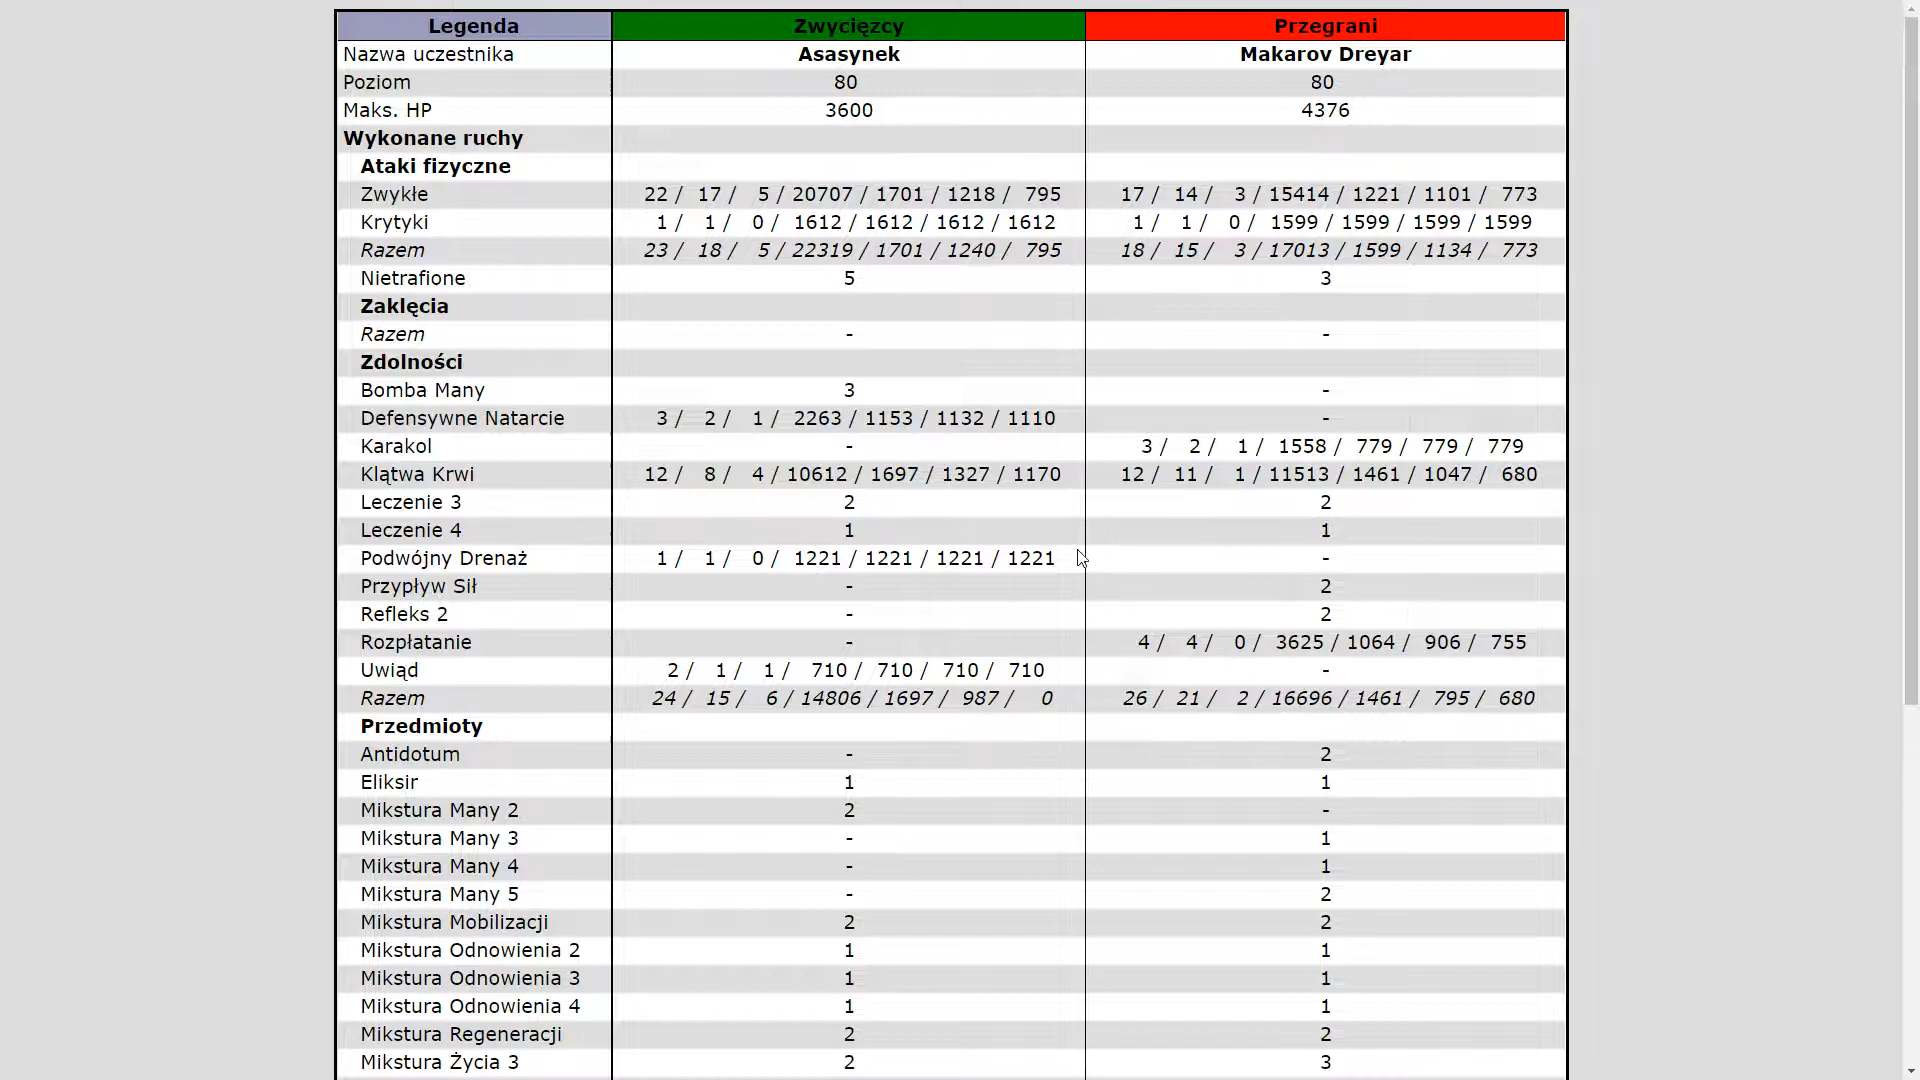 Legenda Zwycięzcy Przegrani
Nazwa uczestnika Asasynek Makarov Dreyar
Poziom 80 80
Maks. HP 3600 4376
Wykonane ruchy
Ataki fizyczne
Zwykłe 22 / 17 / 5 / 20707 / 1701 / 1218 / 795 17 / 14 / 3 / 15414 / 1221 / 1101 / 773
Krytyki 1 / 1 / 0 / 1612 / 1612 / 1612 / 1612 1 / 1 / 0 / 1599 / 1599 / 1599 / 1599
Razem 23 / 18 / 5 / 22319 / 1701 / 1240 / 795 18 / 15 / 3 / 17013 / 1599 / 1134 / 773
Nietrafione 5 3
Zaklęcia
Razem - -
Zdolności
Bomba Many 3 -
Defensywne Natarcie 3 / 2 / 1 / 2263 / 1153 / 1132 / 1110 -
Karakol - 3 / 2 / 1 / 1558 / 779 / 779 / 779
Klątwa Krwi 12 / 8 / 4 / 10612 / 1697 / 1327 / 1170 12 / 11 / 1 / 11513 / 1461 / 1047 / 680
Leczenie 3 2 2
Leczenie 4 1 1
Podwójny Drenaż 1 / 1 / 0 / 1221 / 1221 / 1221 / 1221 -
Przypływ Sił - 2
Refleks 2 - 2
Rozpłatanie - 4 / 4 / 0 / 3625 / 1064 / 906 / 755
Uwiąd 2 / 1 / 1 / 710 / 710 / 710 / 710 -
Razem 24 / 15 / 6 / 14806 / 1697 / 987 / 0 26 / 21 / 2 / 16696 / 1461 / 795 / 680
Przedmioty
Antidotum - 2
Eliksir 1 1
Mikstura Many 2 2 -
Mikstura Many 3 - 1
Mikstura Many 4 - 1
Mikstura Many 5 - 2
Mikstura Mobilizacji 2 2
Mikstura Odnowienia 2 1 1
Mikstura Odnowienia 3 1 1
Mikstura Odnowienia 4 1 1
Mikstura Regeneracji 2 2
Mikstura Życia 3 2 3